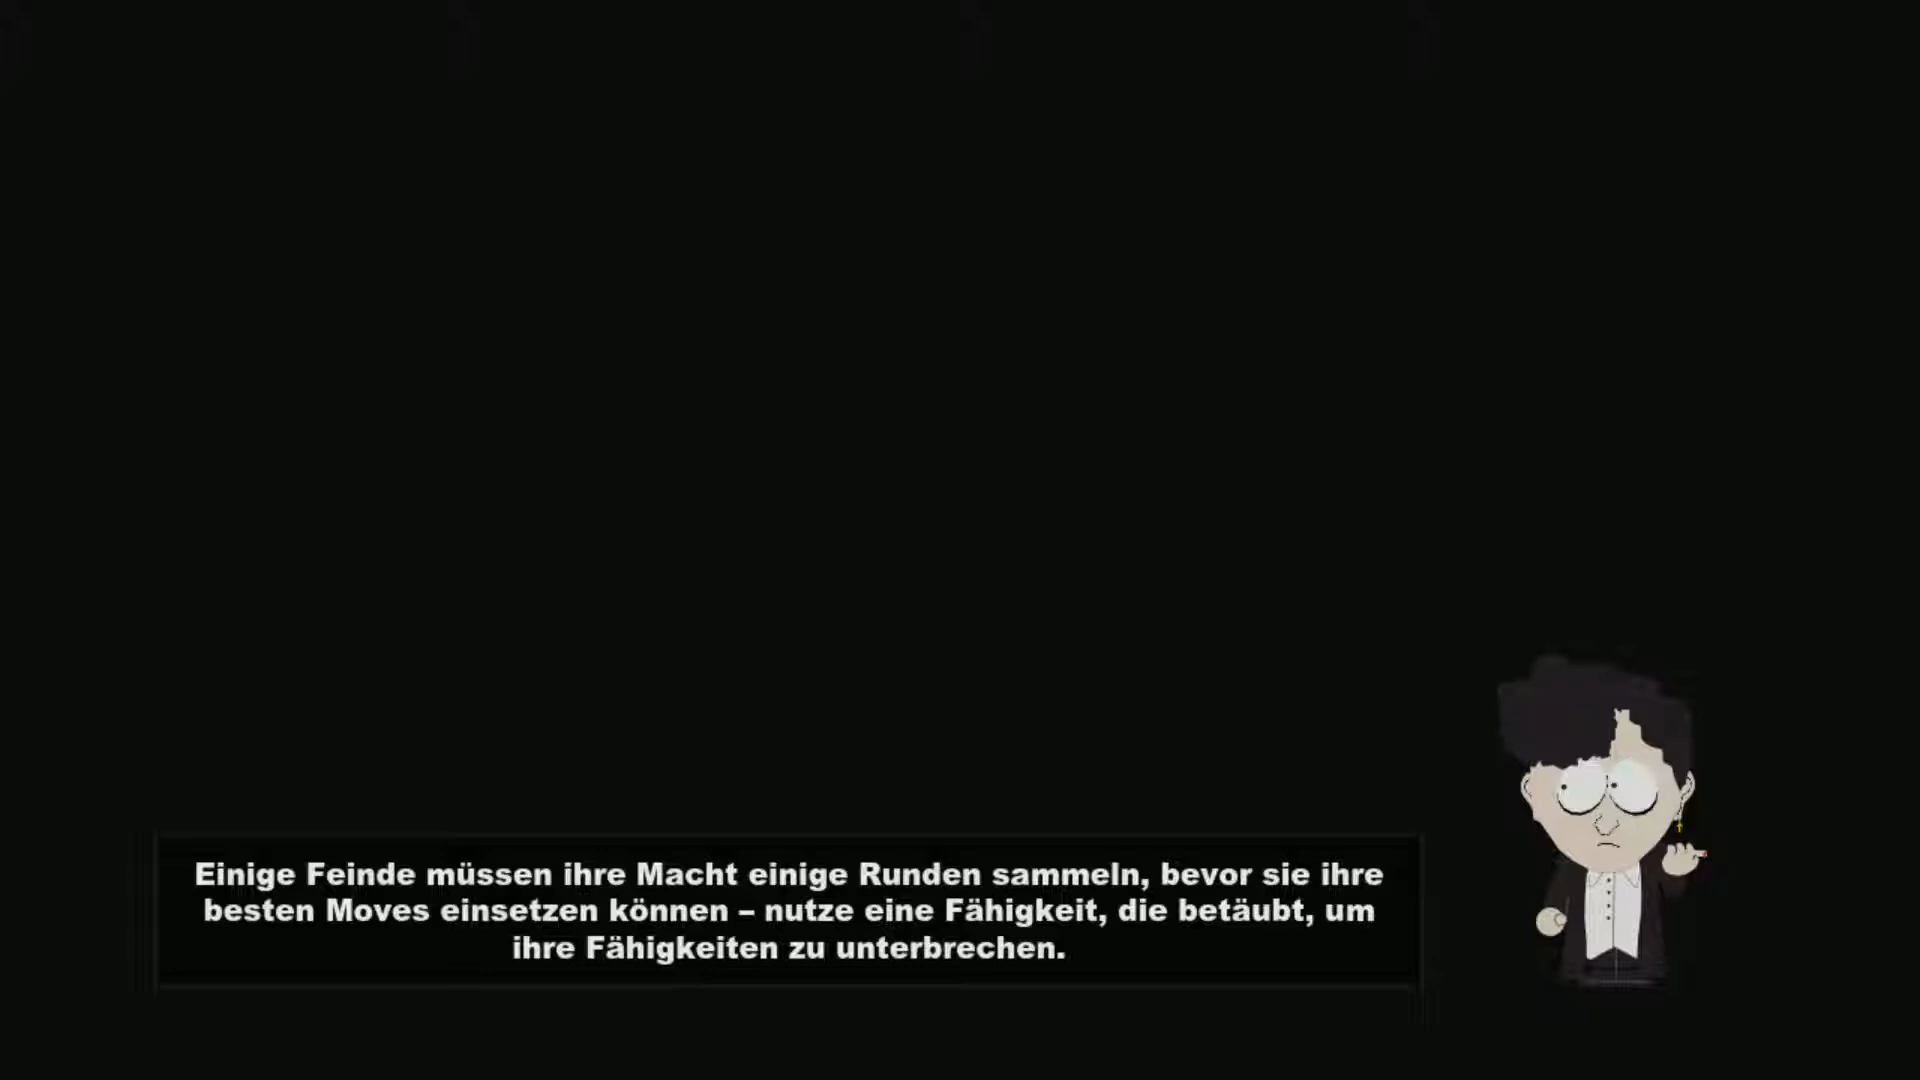 Einige Feinde müssen ihre Macht einige Runden sammeln, bevor sie ihre
besten Moves einsetzen können – nutze eine Fähigkeit, die betäubt, um
ihre Fähigkeiten zu unterbrechen.